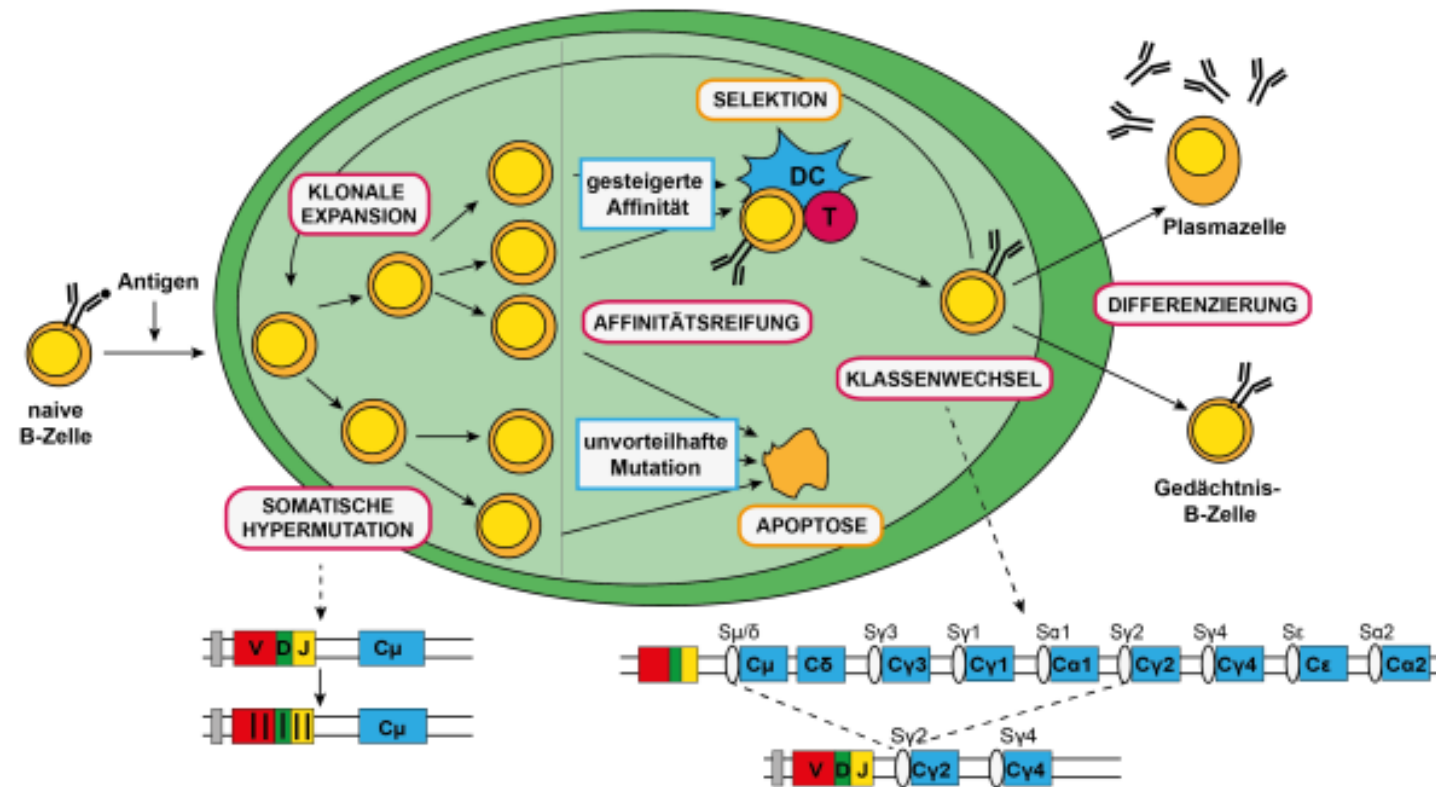 SELEKTION
KLONALE
EXPANSION
gesteigerte
Affinität
DC
T
Plasmazelle
Antigen
AFFINITÄTSREIFUNG
DIFFERENZIERUNG
naive
B-Zelle
KLASSENWECHSEL
unvorteilhafte
Mutation
SOMATISCHE
HYPERMUTATION
APOPTOSE
Gedächtnis-
B-Zelle
V D J Cμ
Cμ
Sμ/δ Sγ3 Sγ1 Sα1 Sγ2 Sγ4 Sε Sα2
Cμ Cδ Cγ3 Cγ1 Cα1 Cγ2 Cγ4 Cε Cα2
Sγ2 Sγ4
V D J Cγ2 Cγ4